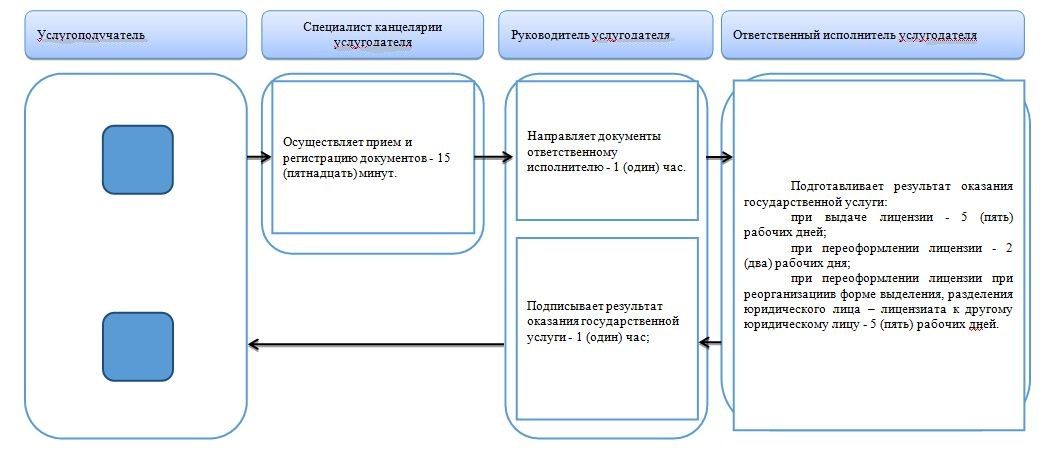 Услугополучатель
Специалист канцелярии
услугодателя
Руководитель услугодателя
Ответственный исполнитель услугодателя
Осуществляет прием и
регистрацию документов - 15
(пятнадцать) минут.
Направляет документы
ответственному
исполнителю - 1 (один) час.
Подписывает результат
оказания государственной
услуги - 1 (один) час;
Подготавливает результат оказания
государственной услуги:
при выдаче лицензии - 5 (пять)
рабочих дней;
при переоформлении лицензии - 2
(два) рабочих дня;
при переоформлении лицензии при
реорганизациив форме выделения, разделения
юридического лица – лицензиата к другому
юридическому лицу - 5 (пять) рабочих дней.